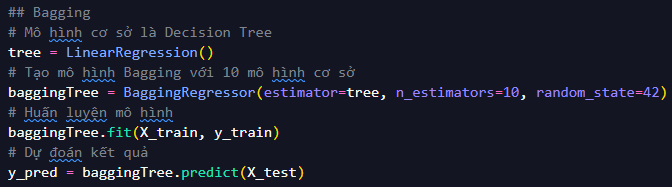 ## Bagging
# Mô hình cơ sở là Decision Tree
tree = LinearRegression()
# Tạo mô hình Bagging với 10 mô hình cơ sở
baggingTree = BaggingRegressor(estimator=tree, n_estimators=10, random_state=42)
# Huấn luyện mô hình
baggingTree.fit(X_train, y_train)
# Dự đoán kết quả
y_pred = baggingTree.predict(X_test)